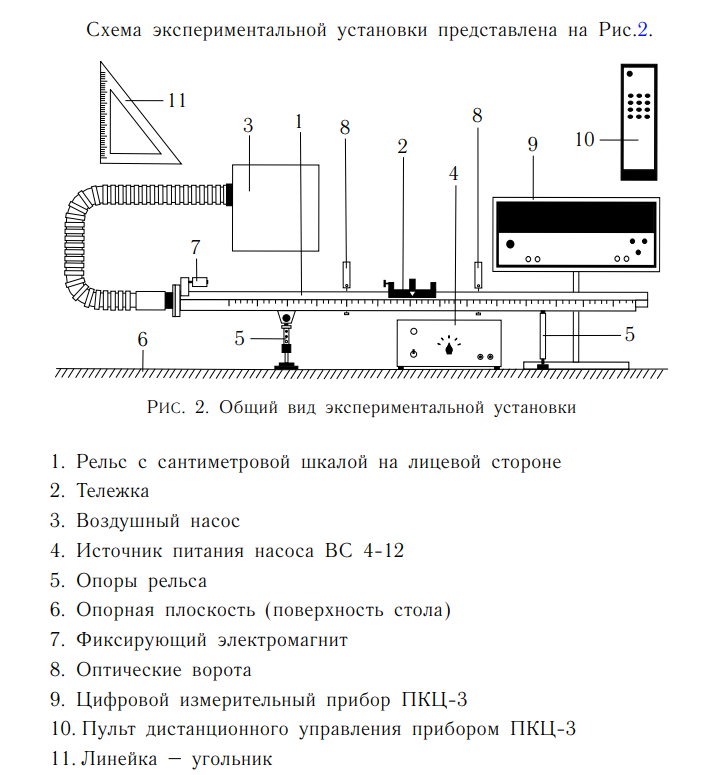 Схема экспериментальной установки представлена на Рис.2.
11
3
1
8
2
8
4
9
10
7
5
6
5
Рис. 2. Общий вид экспериментальной установки
1. Рельс с сантиметровой шкалой на лицевой стороне
2. Тележка
3. Воздушный насос
4. Источник питания насоса ВС 4-12
5. Опоры рельса
6. Опорная плоскость (поверхность стола)
7. Фиксирующий электромагнит
8. Оптические ворота
9. Цифровой измерительный прибор ПКЦ-3
10. Пульт дистанционного управления прибором ПКЦ-3
11. Линейка – угольник